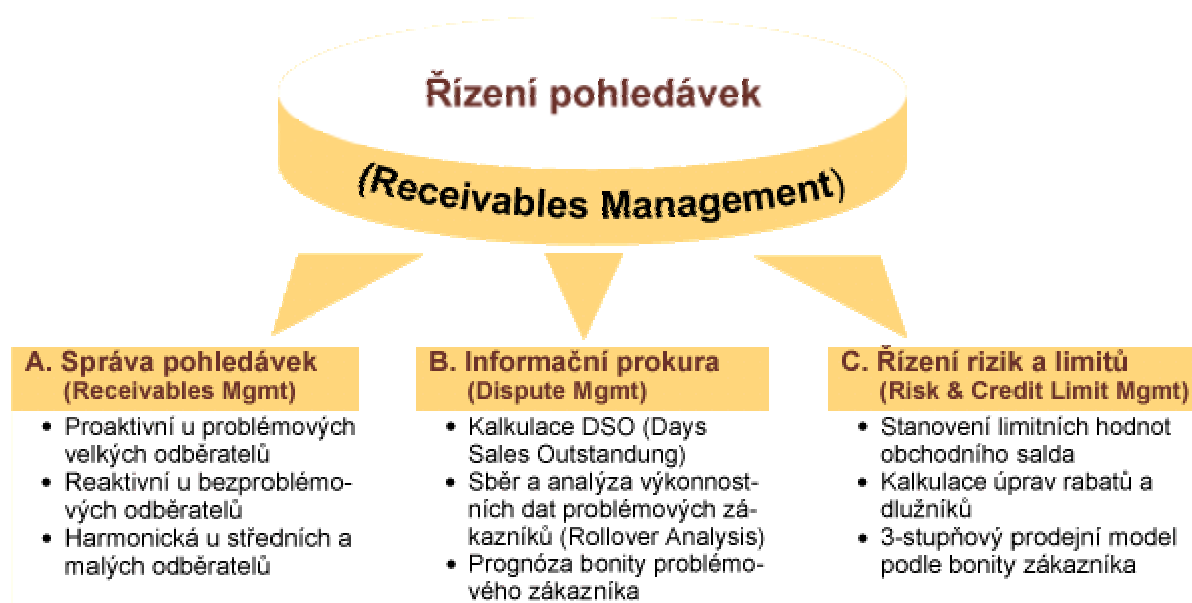 Řízení pohledávek
(Receivables Management)
A. Správa pohledávek
(Receivables Mgmt)
• Proaktivní u problémových
velkých odběratelů
• Reaktivní u bezproblémo-
vých odběratelů
• Harmonická u středních a
malých odběratelů
B. Informační prokura
(Dispute Mgmt)
• Kalkulace DSO (Days
Sales Outstandung)
• Sběr a analýza výkonnost-
ních dat problémových zá-
kazníků (Rollover Analysis)
• Prognóza bonity problémo-
vého zákazníka
C. Řízení rizik a limitů
(Risk & Credit Limit Mgmt)
• Stanovení limitních hodnot
obchodního salda
• Kalkulace úprav rabatů a
dlužníků
• 3-stupňový prodejní model
podle bonity zákazníka